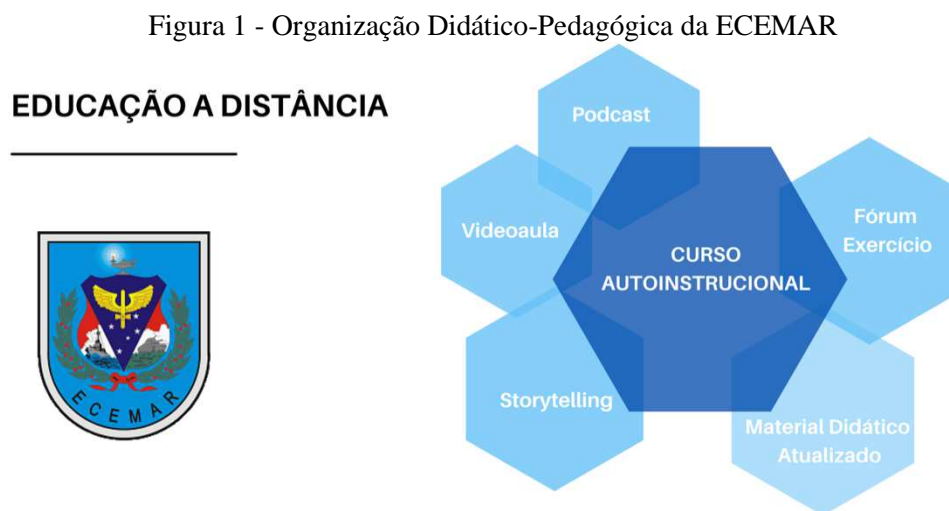 Figura 1 - Organização Didático-Pedagógica da ECEMAR
EDUCAÇÃO A DISTÂNCIA
ECEMAR
Podcast
Videoaula
Storytelling
CURSO
AUTOINSTRUCIONAL
Fórum
Exercício
Material Didático
Atualizado